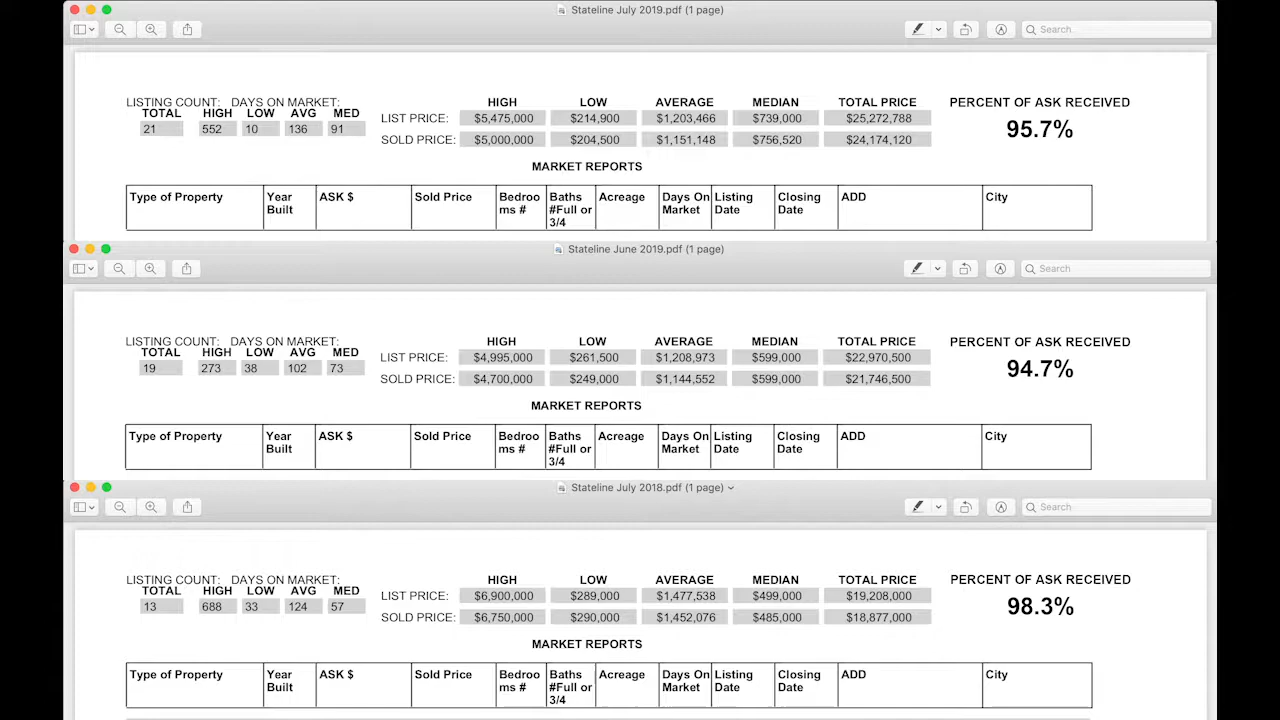 Stateline July 2019.pdf (1 page)
Search
LISTING COUNT: DAYS ON MARKET: HIGH LOW AVERAGE MEDIAN TOTAL PRICE PERCENT OF ASK RECEIVED
TOTAL HIGH LOW AVG MED
LIST PRICE: $5,475,000 $214,900 $1,203,466 $739,000 $25,272,788
21 552 10 136 91 95.7%
SOLD PRICE: $5,000,000 $204,500 $1,151,148 $756,520 $24,174,120
MARKET REPORTS
Type of Property Year ASK $ Sold Price Bedroo Baths Acreage Days On Listing Closing ADD City
Built ms # #Full or Market Date Date
3/4
Stateline June 2019.pdf (1 page)
Search
LISTING COUNT: DAYS ON MARKET: HIGH LOW AVERAGE MEDIAN TOTAL PRICE PERCENT OF ASK RECEIVED
TOTAL HIGH LOW AVG MED
LIST PRICE: $4,995,000 $261,500 $1,208,973 $599,000 $22,970,500
19 273 38 102 73 94.7%
SOLD PRICE: $4,700,000 $249,000 $1,144,552 $599,000 $21,746,500
MARKET REPORTS
Type of Property Year ASK $ Sold Price Bedroo Baths Acreage Days On Listing Closing ADD City
Built ms # #Full or Market Date Date
3/4
Stateline July 2018.pdf (1 page)
Search
LISTING COUNT: DAYS ON MARKET: HIGH LOW AVERAGE MEDIAN TOTAL PRICE PERCENT OF ASK RECEIVED
TOTAL HIGH LOW AVG MED
LIST PRICE: $6,900,000 $289,000 $1,477,538 $499,000 $19,208,000
13 688 33 124 57 98.3%
SOLD PRICE: $6,750,000 $290,000 $1,452,076 $485,000 $18,877,000
MARKET REPORTS
Type of Property Year ASK $ Sold Price Bedroo Baths Acreage Days On Listing Closing ADD City
Built ms # #Full or Market Date Date
3/4